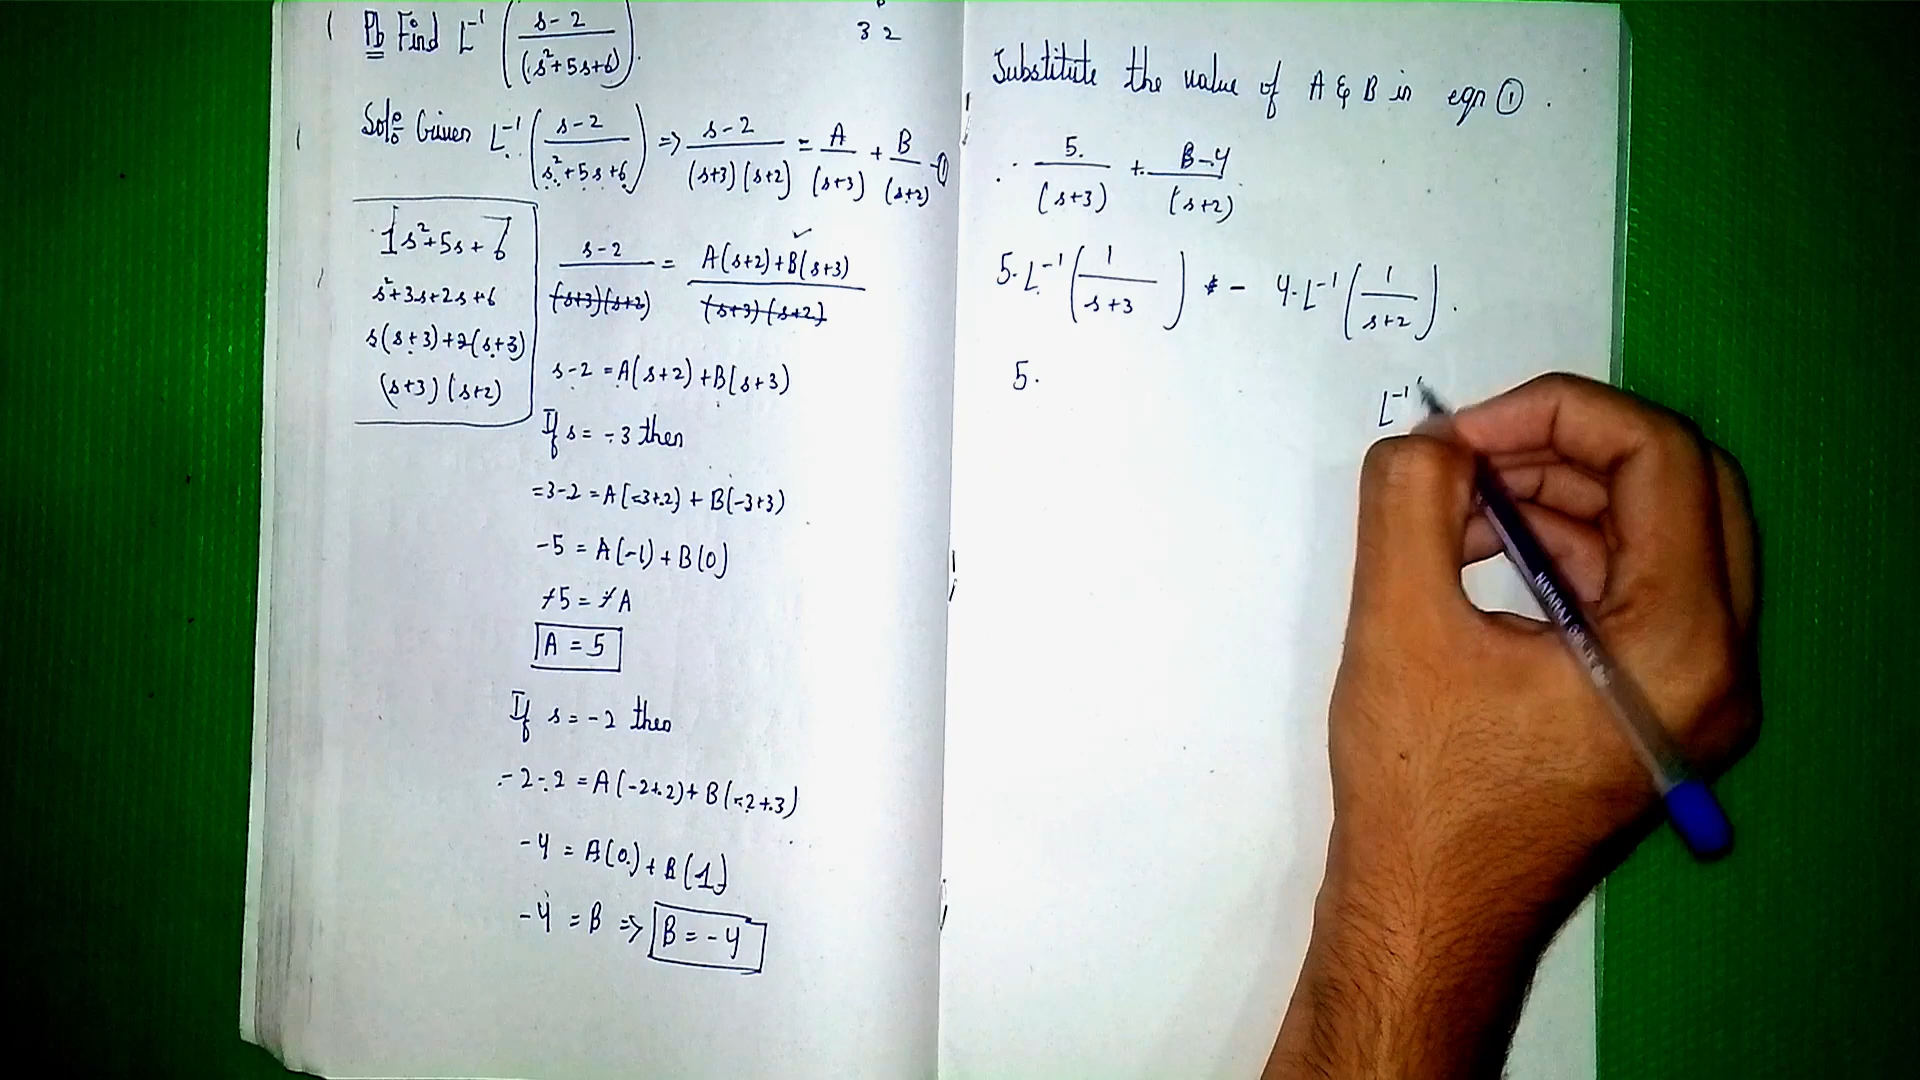 Pb Find L⁻¹ ( s-2 / (s²+5s+6) ).
3 2
Sol: Given L⁻¹ ( s-2 / s²+5s+6 ) => s-2 / (s+3)(s+2) = A / (s+3) + B / (s+2) -①
1s²+5s+6
s²+3s+2s+6
s(s+3)+2(s+3)
(s+3)(s+2)
s-2 / (s+3)(s+2) = A(s+2)+B(s+3) / (s+3)(s+2)
s-2 = A(s+2)+B(s+3)
If s = -3 then
=3-2 = A(-3+2) + B(-3+3)
-5 = A(-1) + B(0)
-5 = -A
A = 5
If s = -2 then
-2-2 = A(-2+2) + B(-2+3)
-4 = A(0) + B(1)
-4 = B => B = -4
Substitute the value of A & B in eqn ①.
∴ 5 / (s+3) + B-4 / (s+2)
5·L⁻¹ ( 1 / s+3 ) - 4·L⁻¹ ( 1 / s+2 ).
5· L⁻¹